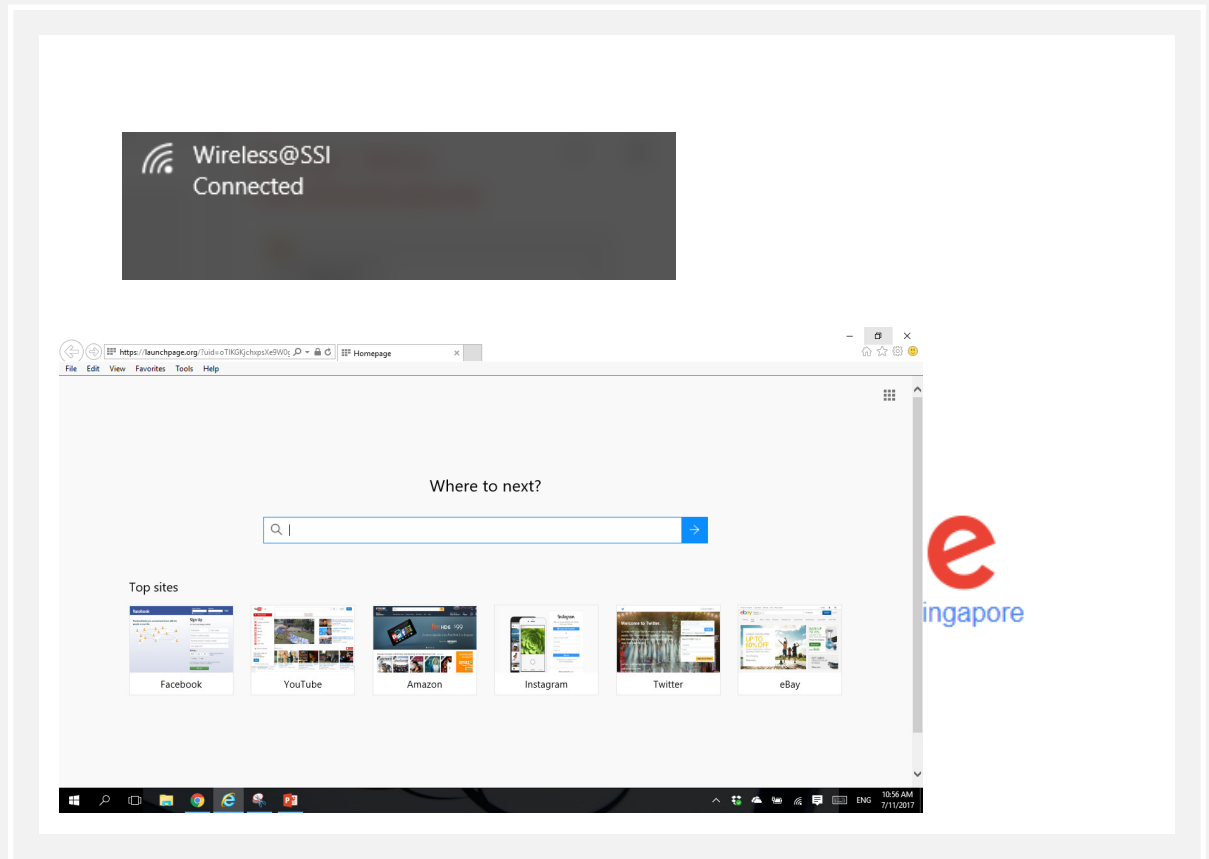 Wireless@SSI
Connected
https://launchpage.org/?uid=oTIKGKjchxpsXe9W0g
Homepage
File Edit View Favorites Tools Help
Where to next?
Top sites
Facebook YouTube Amazon Instagram Twitter eBay
e
ingapore
ENG
10:56 AM
7/11/2017